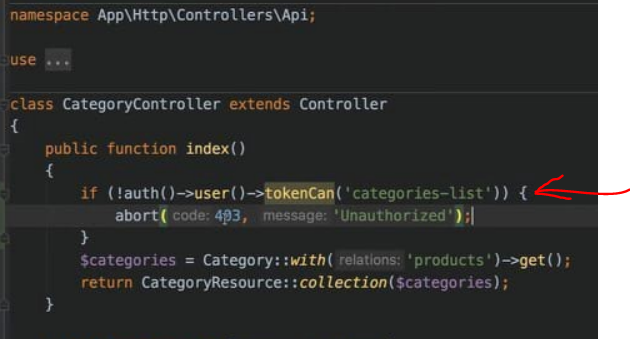 namespace App\Http\Controllers\Api;
use ...
class CategoryController extends Controller
{
public function index()
{
if (!auth()->user()->tokenCan('categories-list')) {
abort( code: 403, message: 'Unauthorized');
}
$categories = Category::with( relations: 'products')->get();
return CategoryResource::collection($categories);
}